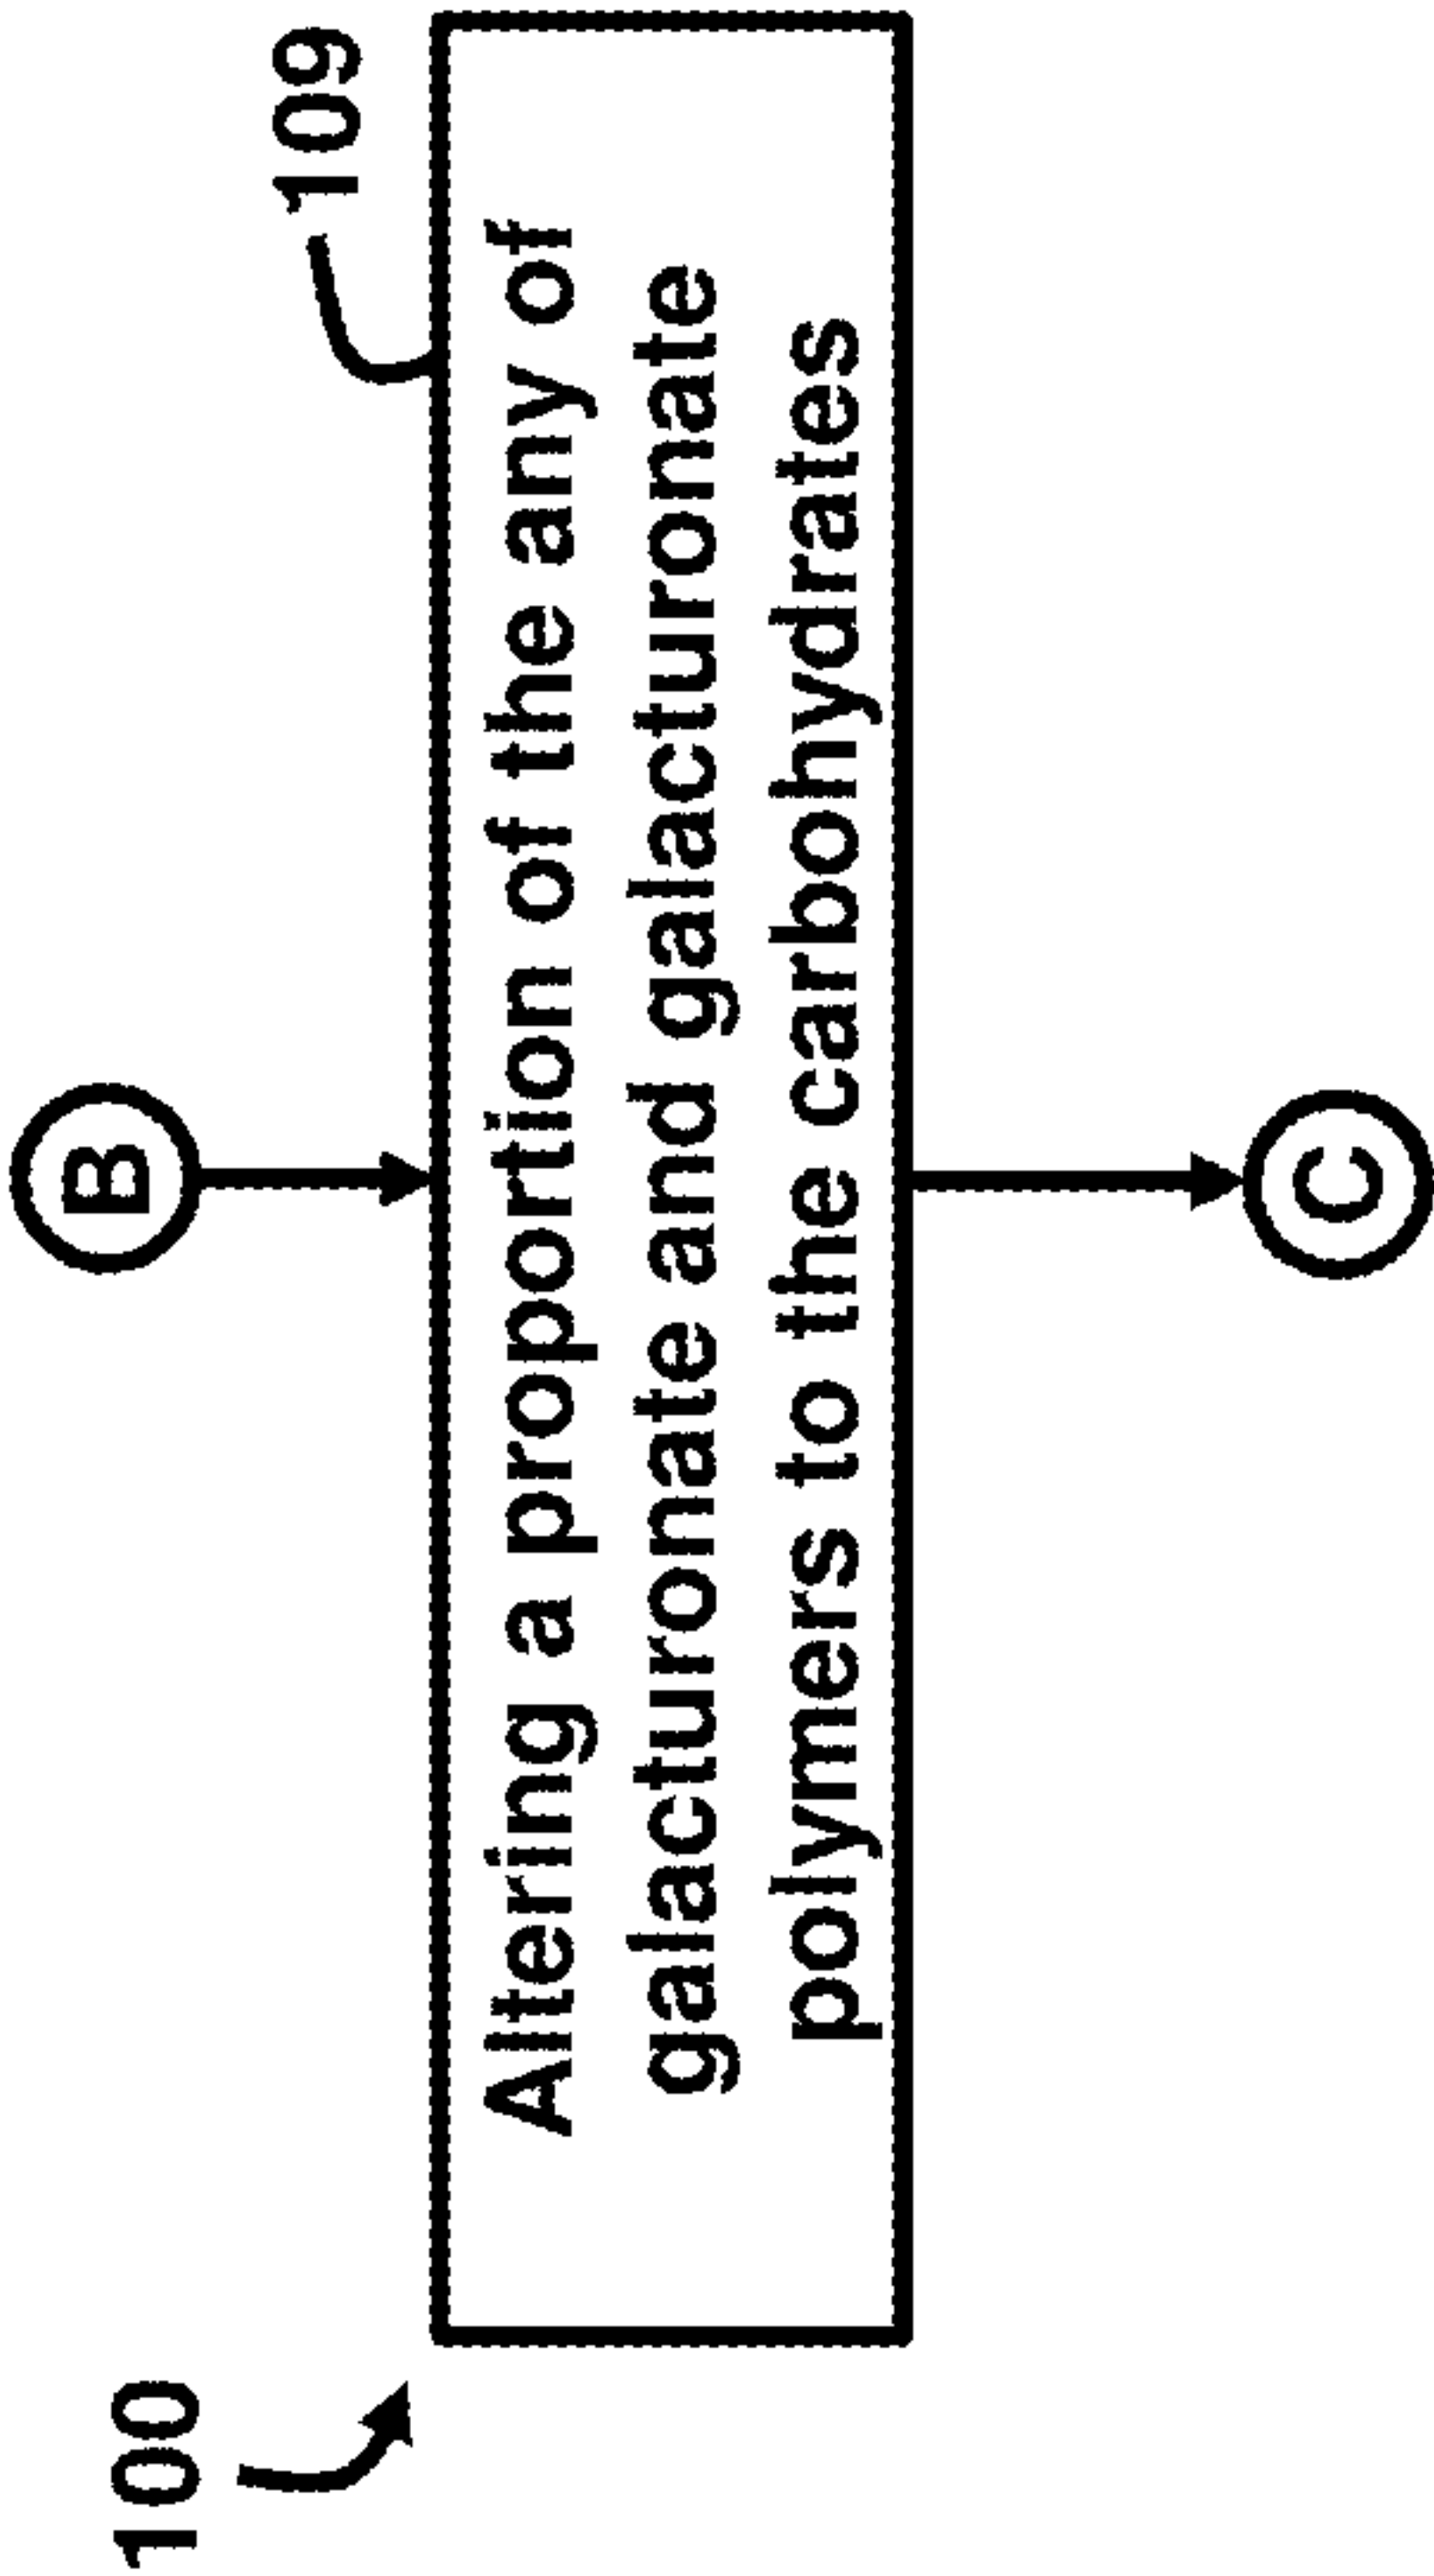 100
B
109
Altering a proportion of the any of
galacturonate and galacturonate
polymers to the carbohydrates
C